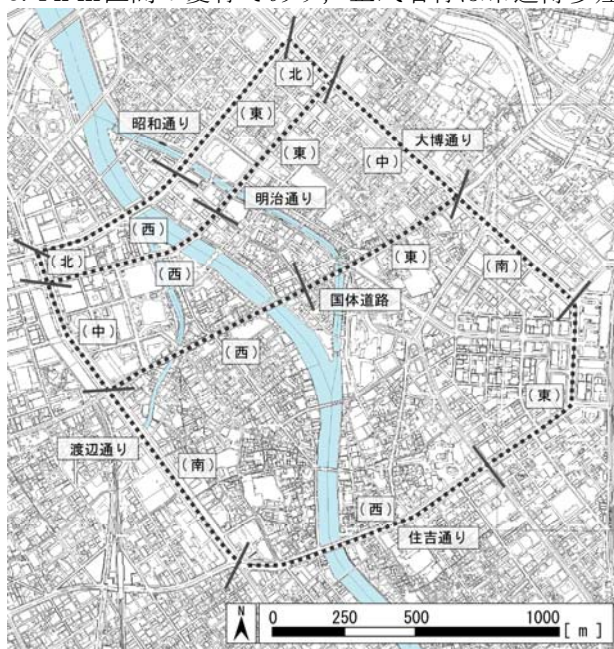 (北)
昭和通り
(東)
(東)
大博通り
(中)
明治通り
(西)
(北)
(西)
(東)
(南)
国体道路
(中)
(西)
(東)
渡辺通り
(南)
(西)
住吉通り
N
0 250 500 1000
[ m ]